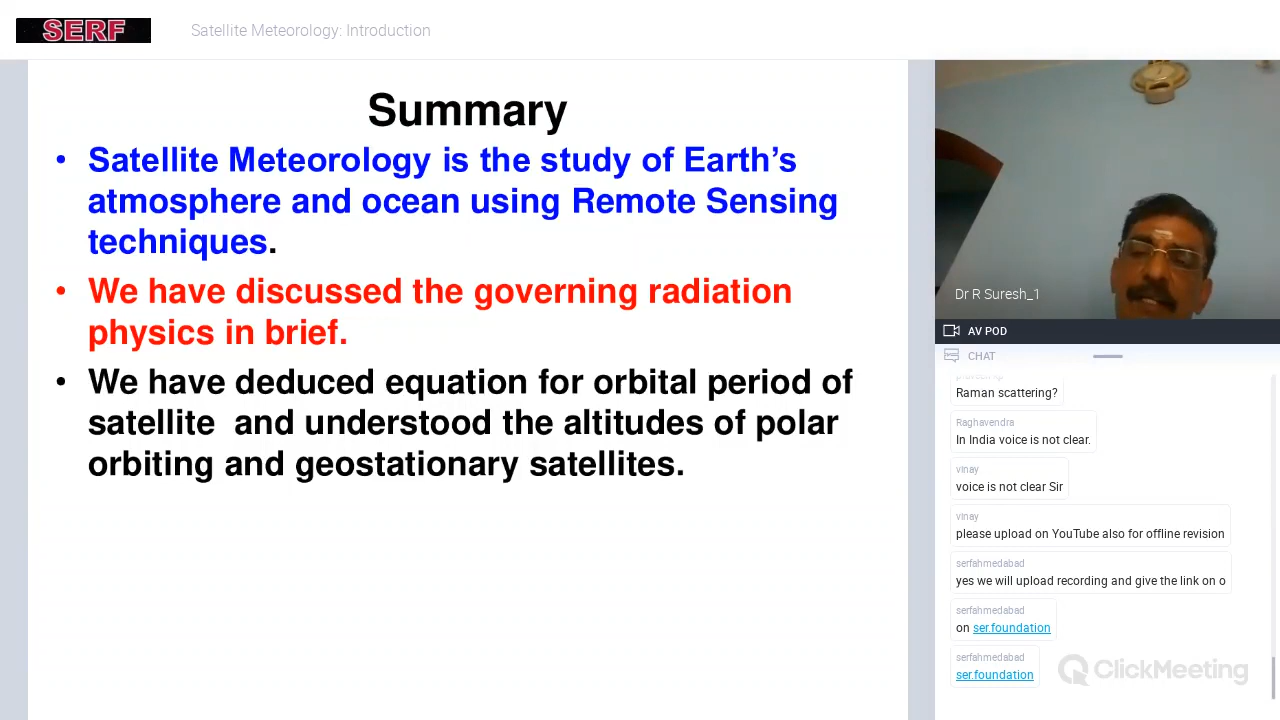 SERF
Satellite Meteorology: Introduction
Summary
• Satellite Meteorology is the study of Earth’s
atmosphere and ocean using Remote Sensing
techniques.
• We have discussed the governing radiation
physics in brief.
• We have deduced equation for orbital period of
satellite and understood the altitudes of polar
orbiting and geostationary satellites.
Dr R Suresh_1
AV POD
CHAT
Raman scattering?
Raghavendra
In India voice is not clear.
vinay
voice is not clear Sir
vinay
please upload on YouTube also for offline revision
serfahmedabad
yes we will upload recording and give the link on o
serfahmedabad
on ser.foundation
serfahmedabad
ser.foundation
ClickMeeting